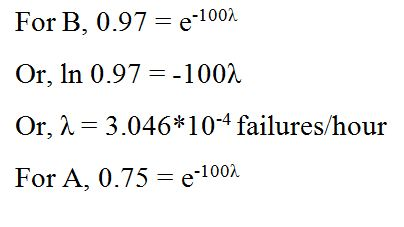 For B, 0.97 = e⁻¹⁰⁰λ
Or, ln 0.97 = -100λ
Or, λ = 3.046*10⁻⁴ failures/hour
For A, 0.75 = e⁻¹⁰⁰λ